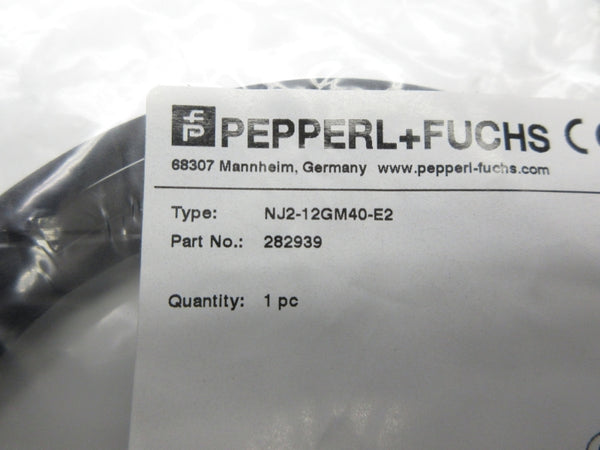 PEPPERL+FUCHS C
68307 Mannheim, Germany www.pepperl-fuchs.com
Type: NJ2-12GM40-E2
Part No.: 282939
Quantity: 1 pc